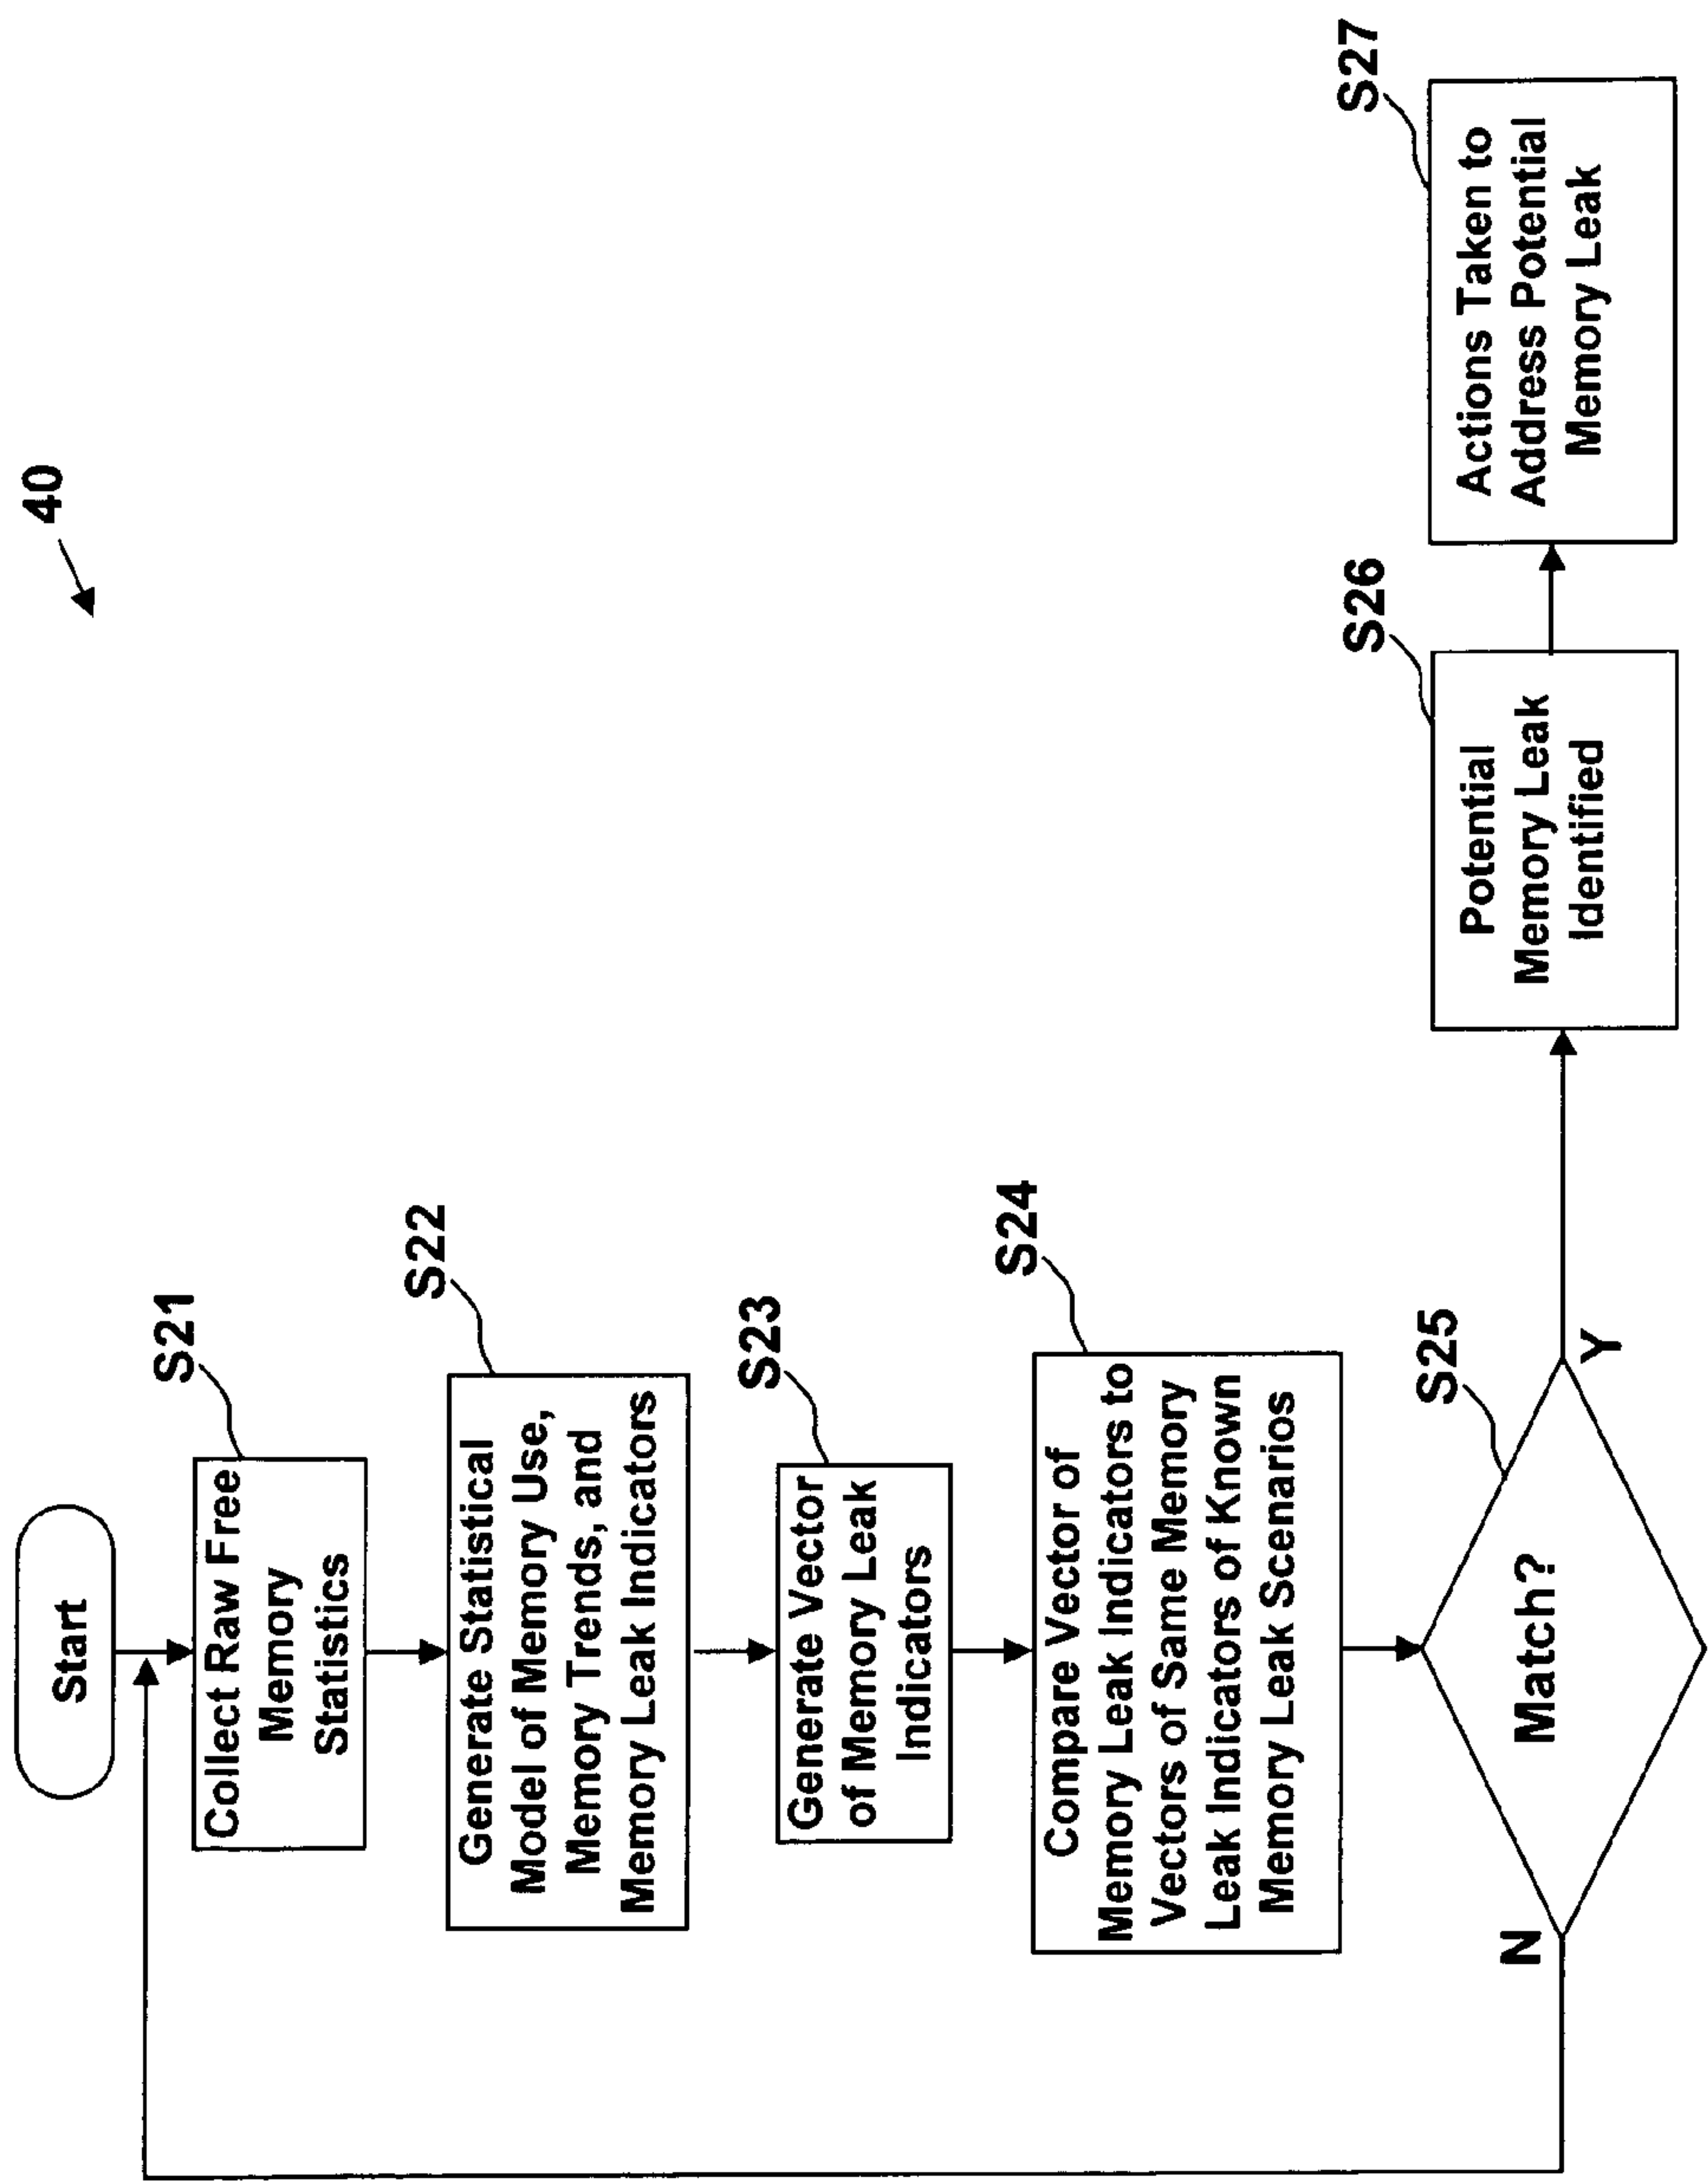 40
Start
S21
Collect Raw Free
Memory
Statistics
S22
Generate Statistical
Model of Memory Use,
Memory Trends, and
Memory Leak Indicators
S23
Generate Vector
of Memory Leak
Indicators
S24
Compare Vector of
Memory Leak Indicators to
Vectors of Same Memory
Leak Indicators of Known
Memory Leak Scenarios
S25
Match?
N
Y
S26
Potential
Memory Leak
Identified
S27
Actions Taken to
Address Potential
Memory Leak